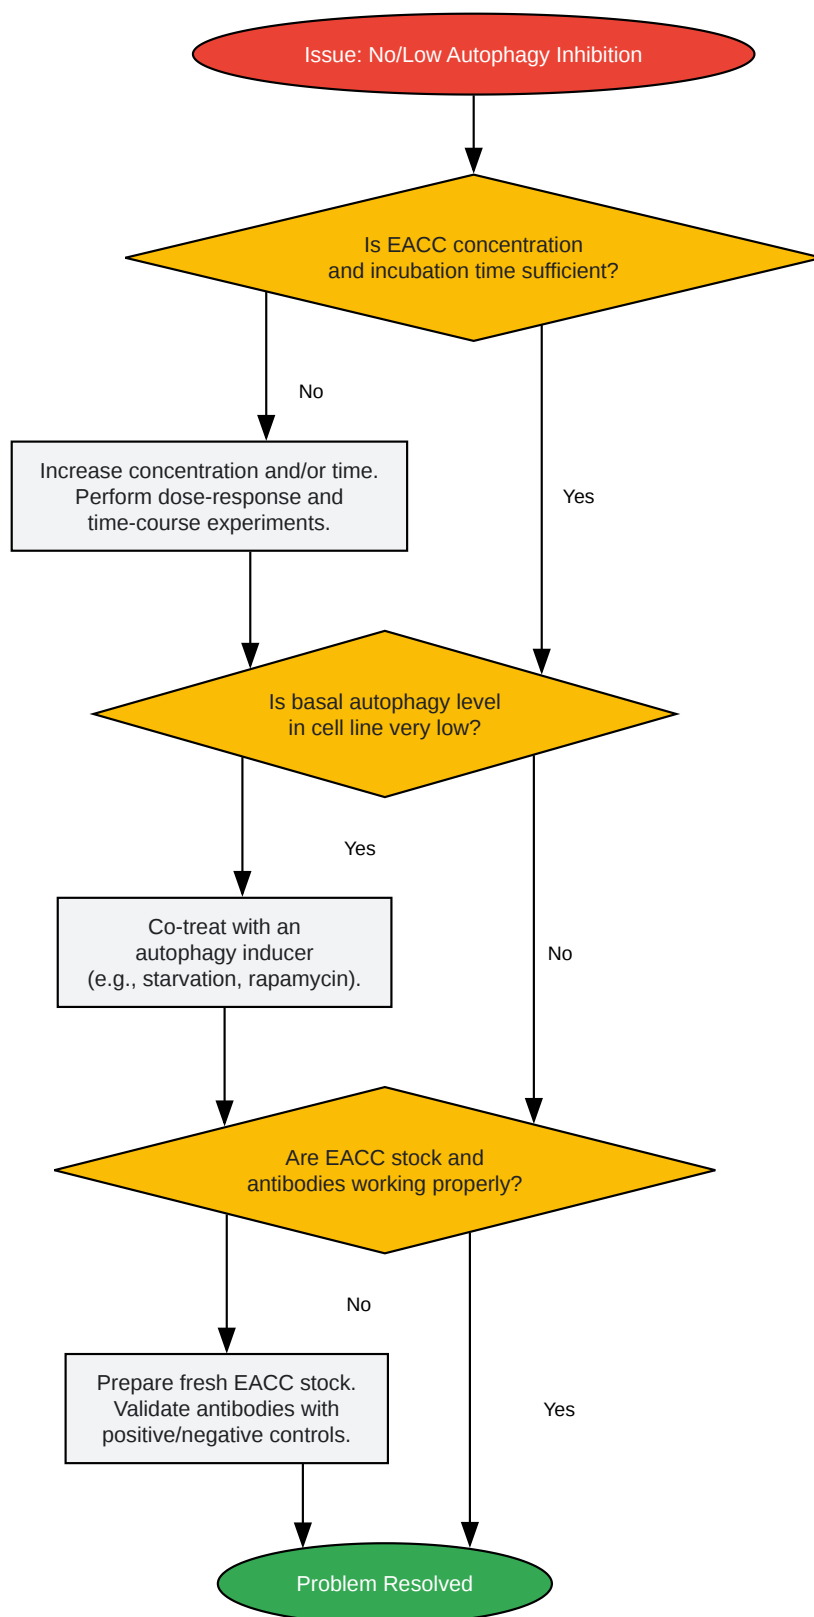 Issue: No/Low Autophagy Inhibition
Is EACC concentration
and incubation time sufficient?
No
Increase concentration and/or time.
Perform dose-response and
time-course experiments.
Yes
Is basal autophagy level
in cell line very low?
Yes
Co-treat with an
autophagy inducer
(e.g., starvation, rapamycin).
No
Are EACC stock and
antibodies working properly?
No
Prepare fresh EACC stock.
Validate antibodies with
positive/negative controls.
Yes
Problem Resolved